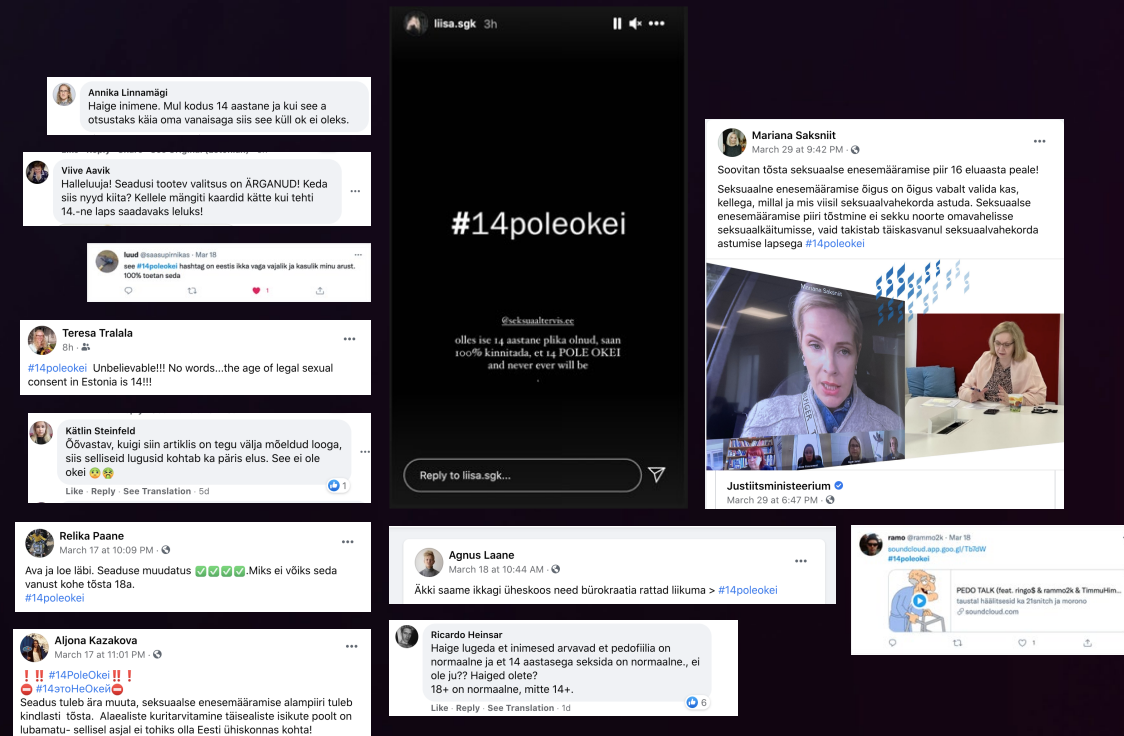 Annika Linnamägi
Haige inimene. Mul kodus 14 aastane ja kui see a
otsustaks käia oma vanaisaga siis see küll ok ei oleks.
Viive Aavik
Halleluuja! Seadusi tootev valitsus on ÄRGANUD! Keda
siis nyyd kiita? Kellele mängiti kaardid kätte kui tehti
14.-ne laps saadavaks leluks!
luud @saasupirnikas · Mar 18
see #14poleokei hashtag on eestis ikka vaga vajalik ja kasulik minu arust.
100% toetan seda
1
Teresa Tralala
8h ·
#14poleokei Unbelievable!!! No words...the age of legal sexual
consent in Estonia is 14!!!
Kätlin Steinfeld
Õõvastav, kuigi siin artiklis on tegu välja mõeldud looga,
siis selliseid lugusid kohtab ka päris elus. See ei ole
okei 😨😭
1
Like · Reply · See Translation · 5d
Relika Paane
March 17 at 10:09 PM ·
Ava ja loe läbi. Seaduse muudatus ✅✅✅✅.Miks ei võiks seda
vanust kohe tõsta 18a.
#14poleokei
Aljona Kazakova
March 17 at 11:01 PM ·
❗‼️ #14PoleOkei‼️❗
⛔ #14этоНеОкей⛔
Seadus tuleb ära muuta, seksuaalse enesemääramise alampiiri tuleb
kindlasti tõsta. Alaealiste kuritarvitamine täisealiste isikute poolt on
lubamatu- sellisel asjal ei tohiks olla Eesti ühiskonnas kohta!
liisa.sgk 3h
#14poleokei
@seksuaaltervis.ee
olles ise 14 aastane plika olnud, saan
100% kinnitada, et 14 POLE OKEI
and never ever will be
.
Reply to liisa.sgk...
Agnus Laane
March 18 at 10:44 AM ·
Äkki saame ikkagi üheskoos need bürokraatia rattad liikuma > #14poleokei
Ricardo Heinsar
Haige lugeda et inimesed arvavad et pedofiilia on
normaalne ja et 14 aastasega seksida on normaalne., ei
ole ju?? Haiged olete?
18+ on normaalne, mitte 14+.
6
Like · Reply · See Translation · 1d
Mariana Saksniit
March 29 at 9:42 PM ·
Soovitan tõsta seksuaalse enesemääramise piir 16 eluaasta peale!
Seksuaalne enesemääramise õigus on õigus vabalt valida kas,
kellega, millal ja mis viisil seksuaalvahekorda astuda. Seksuaalse
enesemääramise piiri tõstmine ei sekku noorte omavahelisse
seksuaalkäitumisse, vaid takistab täiskasvanul seksuaalvahekorda
astumise lapsega #14poleokei
Mariana Saksniit
Justiitsministeerium
March 29 at 6:47 PM ·
ramo @rammo2k · Mar 18
soundcloud.app.goo.gl/Tb7dW
#14poleokei
PEDO TALK (feat. ringo$ & rammo2k & TimmuHim...
taustal häälitsesid ka 21snitch ja morono
soundcloud.com
1